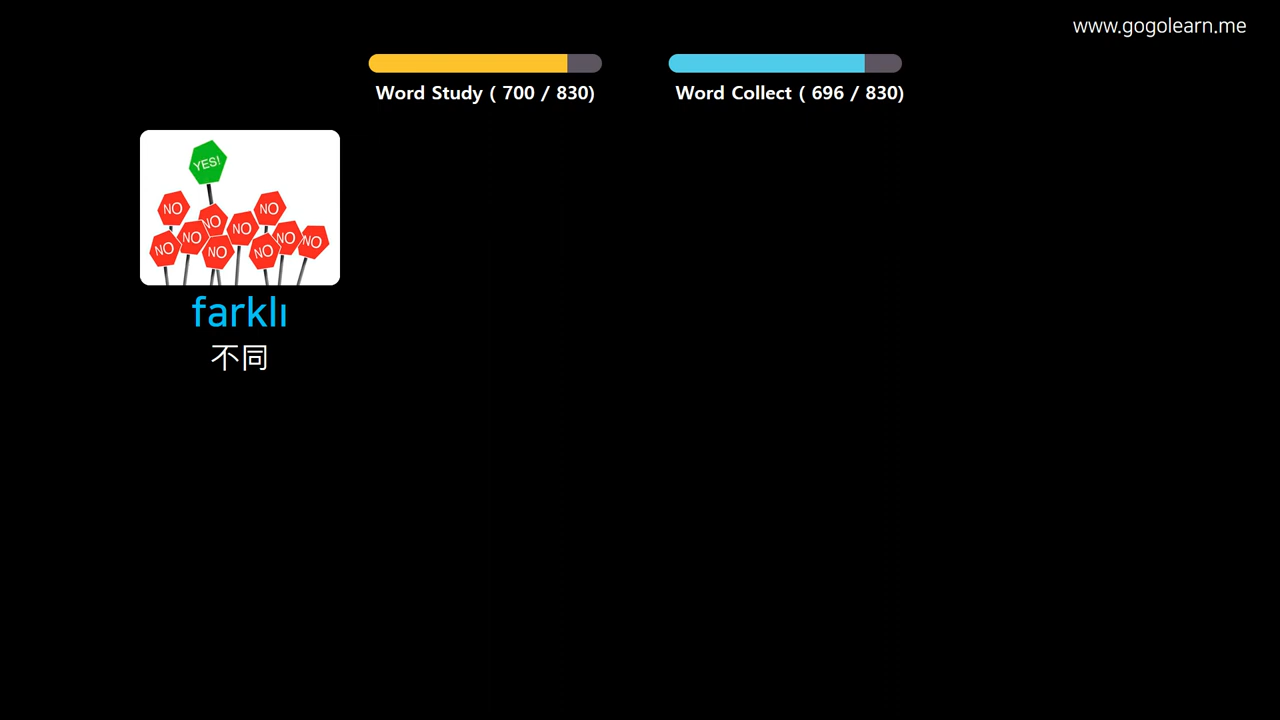 www.gogolearn.me
Word Study ( 700 / 830)
Word Collect ( 696 / 830)
YES!
NO
NO
NO
NO
NO
NO
NO
NO
NO
NO
farklı
不同